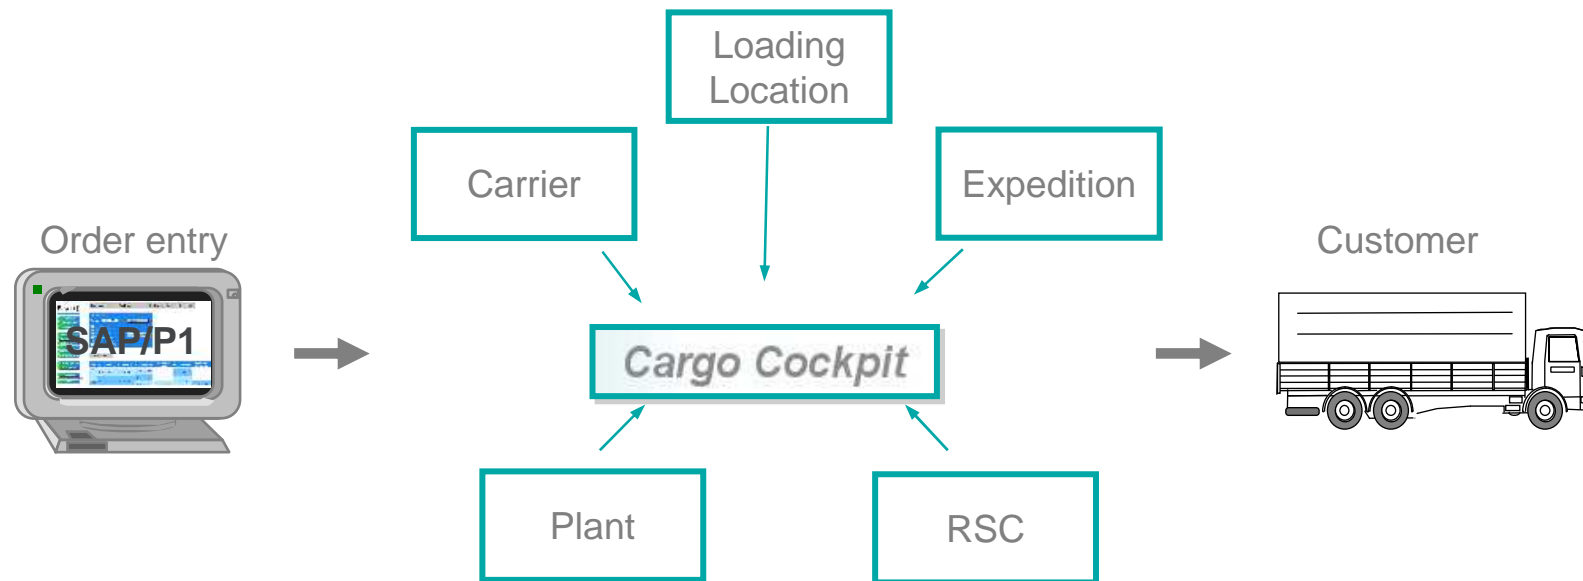 Loading
Location
Carrier
Expedition
Order entry
Customer
SAP/P1
Cargo Cockpit
Plant
RSC